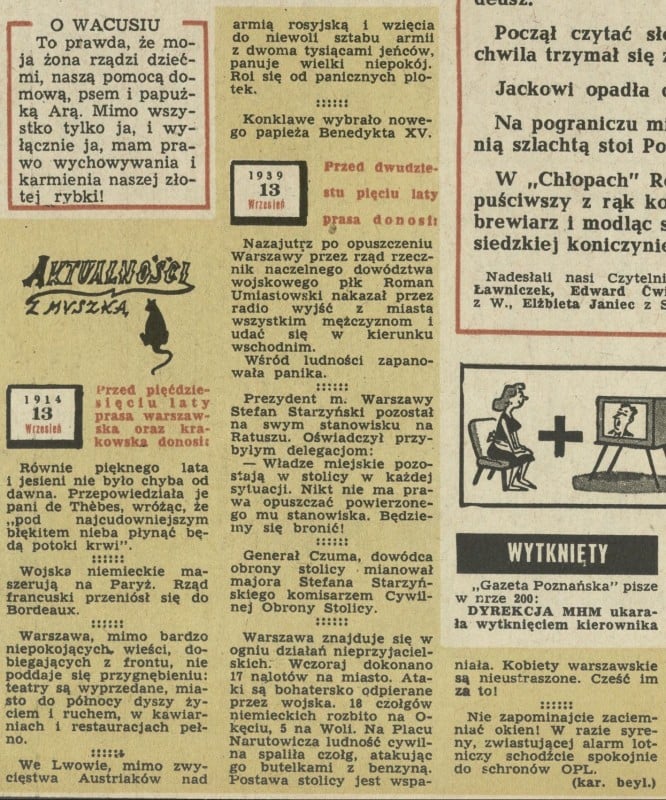 O WACUSIU
To prawda, że mo-
ja żona rządzi dzieć-
mi, naszą pomocą do-
mową, psem i papuż-
ką Arą. Mimo wszy-
stko tylko ja, i wy-
łącznie ja, mam pra-
wo wychowywania i
karmienia naszej zło-
tej rybki!
AKTUALNOŚCI
Z MYSZKĄ
1914
13
Wrzesień
Przed pięćdzie-
sięciu laty
prasa warszaw-
ska oraz kra-
kowska donosi:
Równie pięknego lata
i jesieni nie było chyba od
dawna. Przepowiedziała je
pani de Thèbes, wróżąc, że
„pod najcudowniejszym
błękitem nieba płynąć bę-
dą potoki krwi”.
::::::
Wojska niemieckie ma-
szerują na Paryż. Rząd
francuski przeniósł się do
Bordeaux.
::::::
Warszawa, mimo bardzo
niepokojących wieści, do-
biegających z frontu, nie
poddaje się przygnębieniu:
teatry są wyprzedane, mia-
sto do północy dyszy ży-
ciem i ruchem, w kawiar-
niach i restauracjach peł-
no.
::::::
We Lwowie, mimo zwy-
cięstwa Austriaków nad
armią rosyjską i wzięcia
do niewoli sztabu armii
z dwoma tysiącami jeńców,
panuje wielki niepokój.
Roi się od panicznych plo-
tek.
::::::
Konklawe wybrało nowe-
go papieża Benedykta XV.
1939
13
Wrzesień
Przed dwudzie-
stu pięciu laty
prasa donosi:
Nazajutrz po opuszczeniu
Warszawy przez rząd rzecz-
nik naczelnego dowództwa
wojskowego płk Roman
Umiastowski nakazał przez
radio wyjść z miasta
wszystkim mężczyznom i
udać się w kierunku
wschodnim.
Wśród ludności zapano-
wała panika.
::::::
Prezydent m. Warszawy
Stefan Starzyński pozostał
na swym stanowisku na
Ratuszu. Oświadczył przy-
byłym delegacjom:
— Władze miejskie pozo-
stają w stolicy w każdej
sytuacji. Nikt nie ma pra-
wa opuszczać powierzone-
go mu stanowiska. Będzie-
my się bronić!
::::::
Generał Czuma, dowódca
obrony stolicy mianował
majora Stefana Starzyń-
skiego komisarzem Cywil-
nej Obrony Stolicy.
::::::
Warszawa znajduje się w
ogniu działań nieprzyjaciel-
skich. Wczoraj dokonano
17 nalotów na miasto. Ata-
ki są bohatersko odpierane
przez wojska. 18 czołgów
niemieckich rozbito na O-
kęciu, 5 na Woli. Na Placu
Narutowicza ludność cywil-
na spaliła czołg, atakując
go butelkami z benzyną.
Postawa stolicy jest wspa-
niała. Kobiety warszawskie
są nieustraszone. Cześć im
za to!
::::::
Nie zapominajcie zaciem-
niać okien! W razie syre-
ny, zwiastującej alarm lot-
niczy schodźcie spokojnie
do schronów OPL.
(kar. beyl.)
Począł czytać
chwila trzymał się
Jackowi opadła
Na pograniczu
nią szlachtą stoi
W „Chłopach”
puściwszy z rąk
brewiarz i modląc
siedzkiej
Nadesłali nasi
Ławniczek, Edward
z W., Elżbieta Janiec z
WYTKNIĘTY
„Gazeta Poznańska” pisze
w nrze 200:
DYREKCJA MHM ukara-
ła wytknięciem kierownika